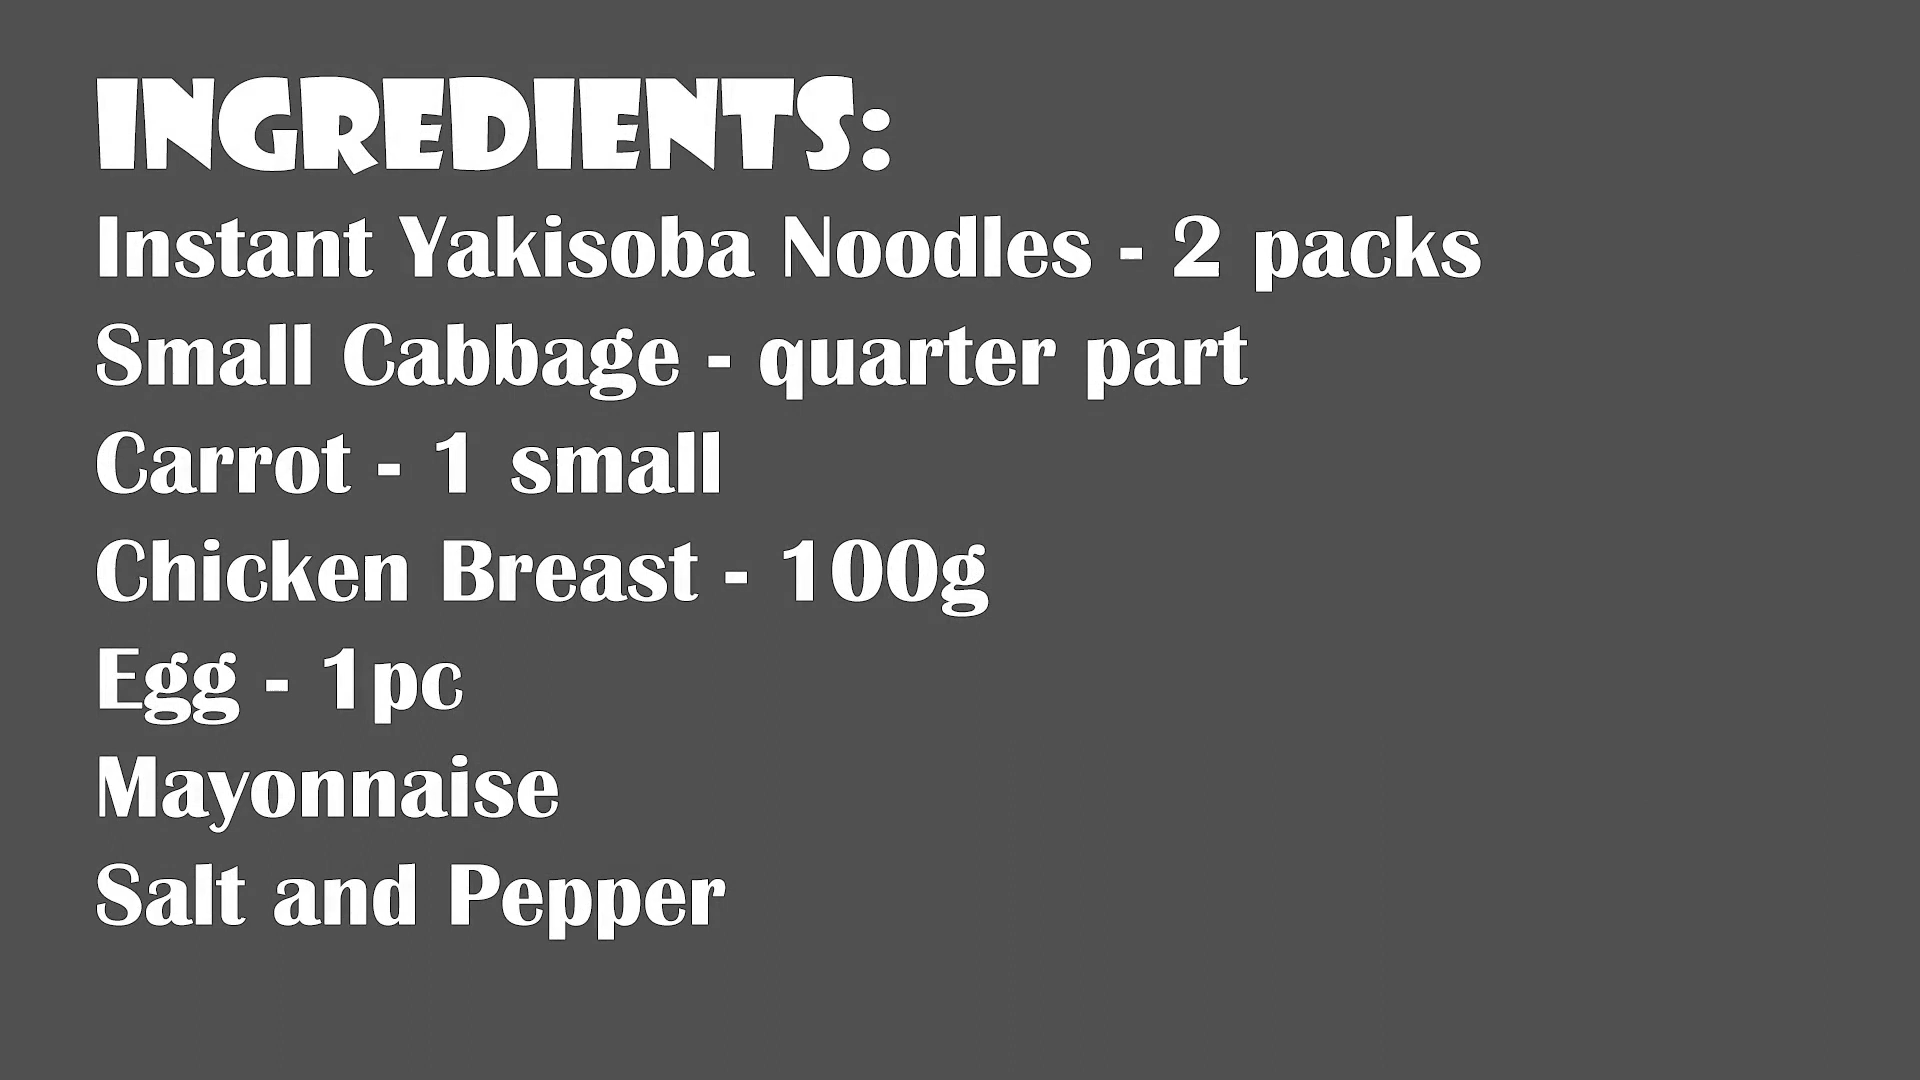 INGREDIENTS:
Instant Yakisoba Noodles - 2 packs
Small Cabbage - quarter part
Carrot - 1 small
Chicken Breast - 100g
Egg - 1pc
Mayonnaise
Salt and Pepper